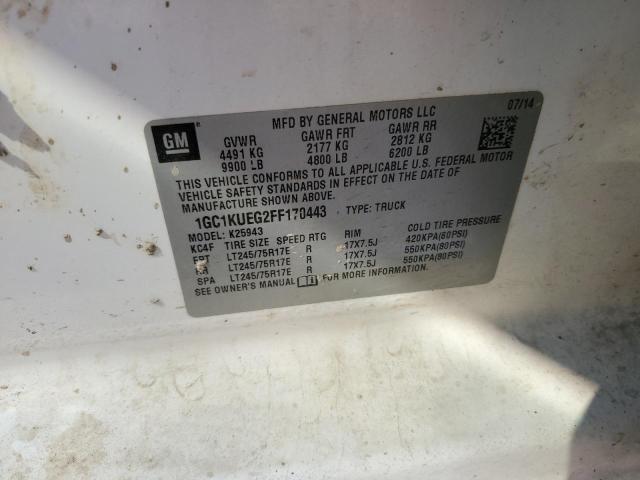 MFD BY GENERAL MOTORS LLC 07/14
GM
GVWR GAWR FRT GAWR RR
4491 KG 2177 KG 2812 KG
9900 LB 4800 LB 6200 LB
THIS VEHICLE CONFORMS TO ALL APPLICABLE U.S. FEDERAL MOTOR
VEHICLE SAFETY STANDARDS IN EFFECT ON THE DATE OF
MANUFACTURE SHOWN ABOVE.
1GC1KUEG2FF170443 TYPE: TRUCK
MODEL: K25943
KC4F TIRE SIZE SPEED RTG RIM COLD TIRE PRESSURE
FRT LT245/75R17E R 17X7.5J 420KPA(60PSI)
RR LT245/75R17E R 17X7.5J 550KPA(80PSI)
SPA LT245/75R17E R 17X7.5J 550KPA(80PSI)
SEE OWNER'S MANUAL FOR MORE INFORMATION.